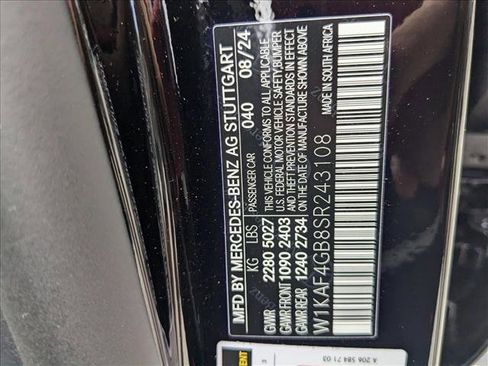 MFD BY MERCEDES-BENZ AG STUTTGART
PASSENGER CAR 040 08/24
KG LBS
GVWR 2280 5027
GAWR FRONT 1090 2403
GAWR REAR 1240 2734
THIS VEHICLE CONFORMS TO ALL APPLICABLE
U.S. FEDERAL MOTOR VEHICLE SAFETY BUMPER
AND THEFT PREVENTION STANDARDS IN EFFECT
ON THE DATE OF MANUFACTURE SHOWN ABOVE
MADE IN SOUTH AFRICA
W1KAF4GB8SR243108
A 206 584 71 03